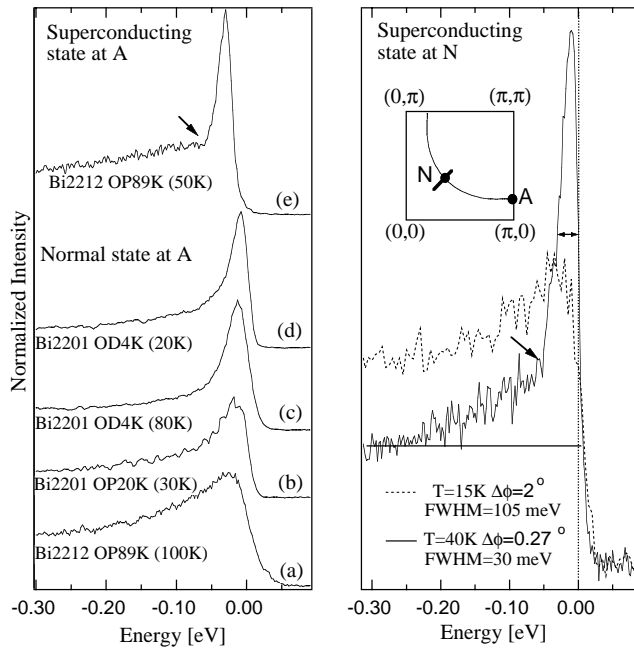 Superconducting
state at A
Bi2212 OP89K (50K)
(e)
Normal state at A
(d)
Bi2201 OD4K (20K)
Bi2201 OD4K (80K)
(c)
Bi2201 OP20K (30K)
(b)
Bi2212 OP89K (100K)
(a)
Normalized Intensity
-0.30 -0.20 -0.10 0.00
Energy [eV]
Superconducting
state at N
(0,π) (π,π)
N
A
(0,0) (π,0)
T=15K Δϕ=2°
FWHM=105 meV
T=40K Δϕ=0.27 °
FWHM=30 meV
-0.30 -0.20 -0.10 0.00
Energy [eV]